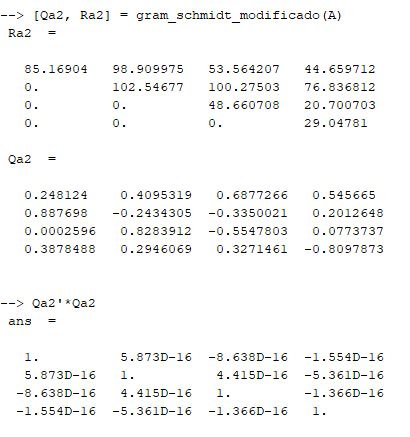 --> [Qa2, Ra2] = gram_schmidt_modificado(A)
Ra2  =
85.16904   98.909975   53.564207   44.659712
0.         102.54677   100.27503   76.836812
0.         0.          48.660708   20.700703
0.         0.          0.          29.04781
Qa2  =
0.248124    0.4095319   0.6877266   0.545665
0.887698   -0.2434305  -0.3350021   0.2012648
0.0002596   0.8283912  -0.5547803   0.0773737
0.3878488   0.2946069   0.3271461  -0.8097873
--> Qa2'*Qa2
ans  =
1.          5.873D-16  -8.638D-16  -1.554D-16
5.873D-16   1.          4.415D-16  -5.361D-16
-8.638D-16   4.415D-16   1.         -1.366D-16
-1.554D-16  -5.361D-16  -1.366D-16   1.